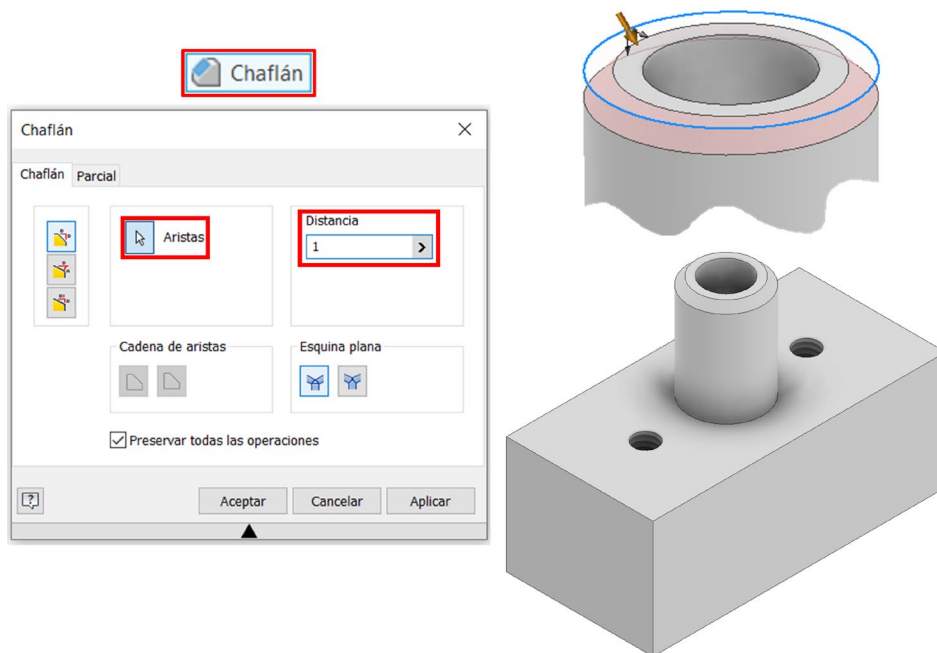 Chaflán
Chaflán
Chaflán Parcial
Aristas
Distancia
1
Cadena de aristas
Esquina plana
Preservar todas las operaciones
Aceptar Cancelar Aplicar